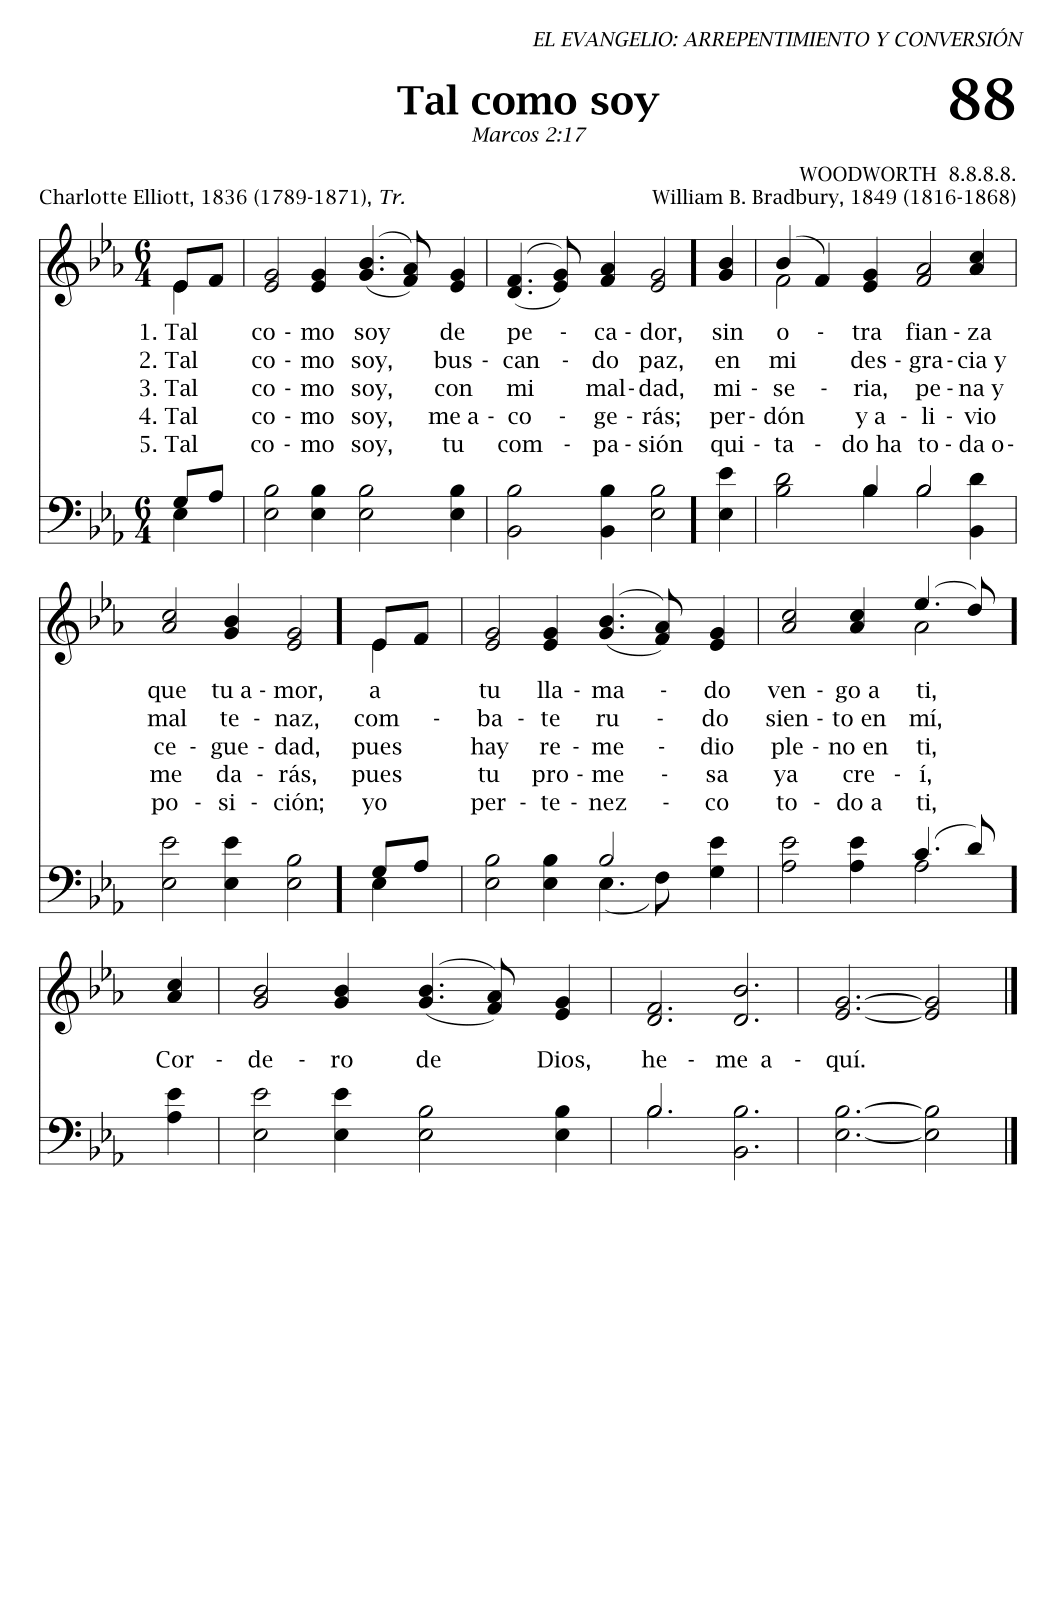 EL EVANGELIO: ARREPENTIMIENTO Y CONVERSIÓN
Tal como soy 88
Marcos 2:17
WOODWORTH 8.8.8.8.
Charlotte Elliott, 1836 (1789-1871), Tr. William B. Bradbury, 1849 (1816-1868)
6
4
1. Tal co - mo soy de pe - ca - dor, sin o - tra fian - za
2. Tal co - mo soy, bus - can - do paz, en mi des - gra - cia y
3. Tal co - mo soy, con mi mal - dad, mi - se - ria, pe - na y
4. Tal co - mo soy, me a - co - ge - rás; per - dón y a - li - vio
5. Tal co - mo soy, tu com - pa - sión qui - ta - do ha to - da o -
6
4
que tu a - mor, a tu lla - ma - do ven - go a ti,
mal te - naz, com - ba - te ru - do sien - to en mí,
ce - gue - dad, pues hay re - me - dio ple - no en ti,
me da - rás, pues tu pro - me - sa ya cre - í,
po - si - ción; yo per - te - nez - co to - do a ti,
Cor - de - ro de Dios, he - me a - quí.